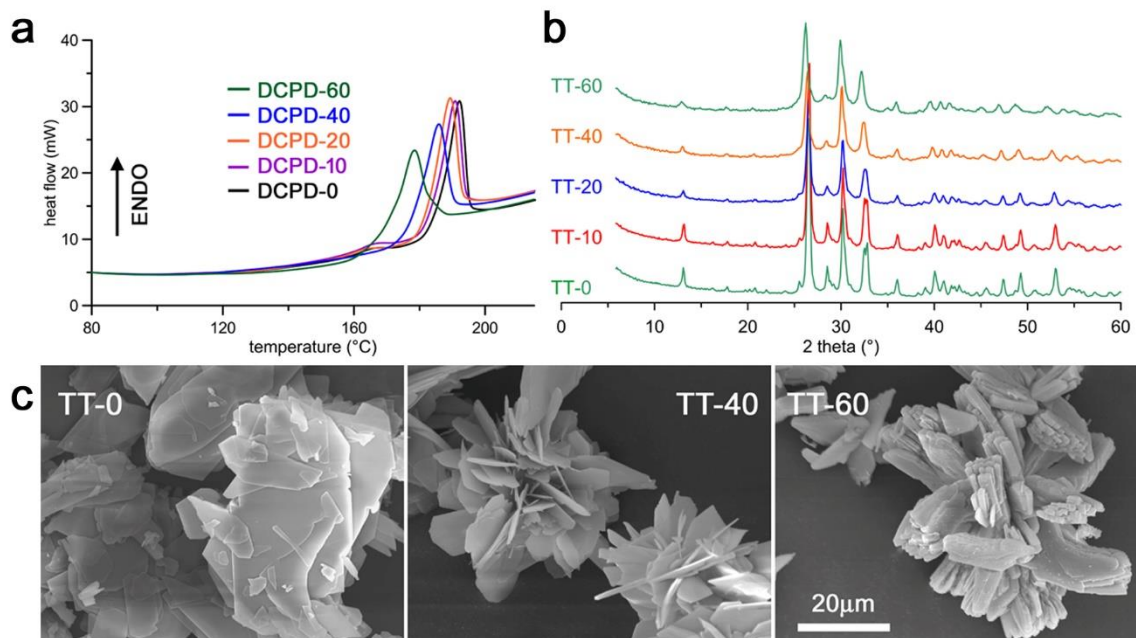 a
40
30
20
10
0
heat flow (mW)
ENDO
DCPD-60
DCPD-40
DCPD-20
DCPD-10
DCPD-0
80
120
160
200
temperature (°C)
b
TT-60
TT-40
TT-20
TT-10
TT-0
0
10
20
30
40
50
60
2 theta (°)
c
TT-0
TT-40
TT-60
20μm